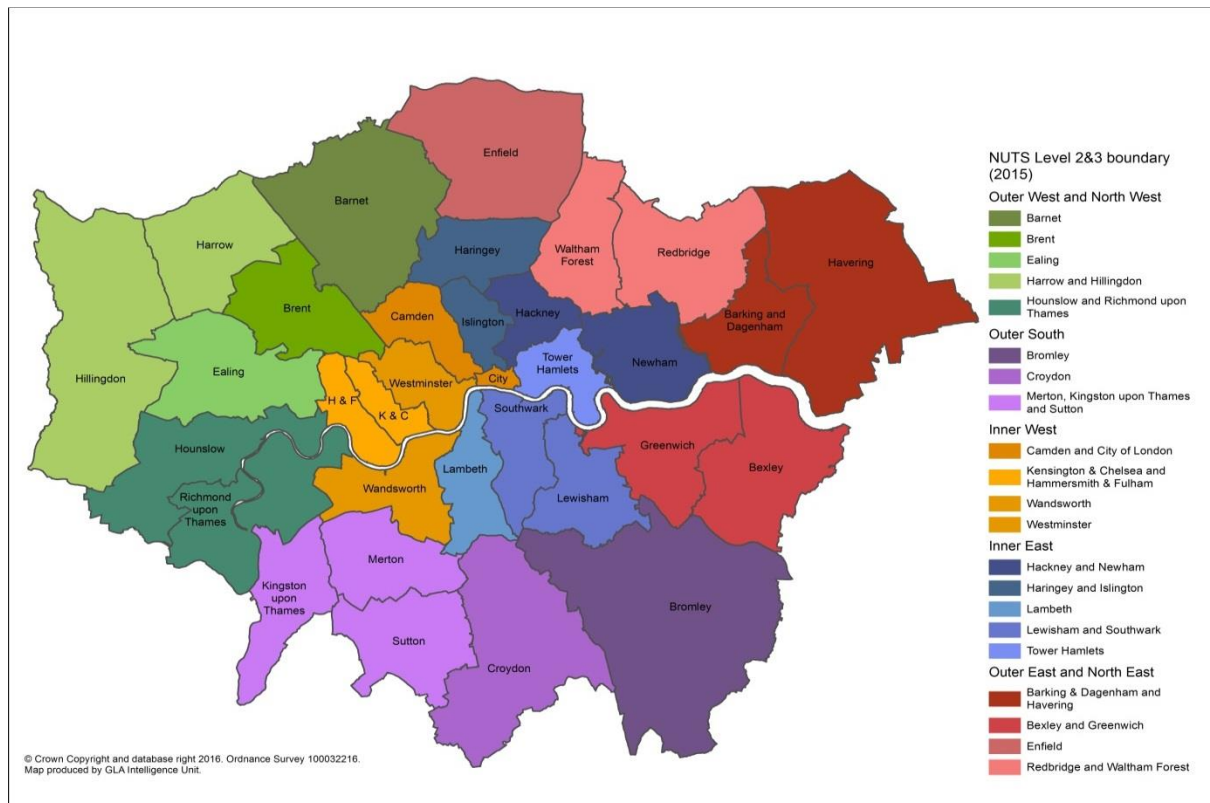 Enfield
Barnet
Harrow
Haringey
Waltham
Forest
Redbridge
Havering
Brent
Camden
Islington
Hackney
Barking and
Dagenham
Hillingdon
Ealing
Westminster
City
Tower
Hamlets
Newham
H & F
K & C
Southwark
Hounslow
Greenwich
Bexley
Richmond
upon
Thames
Wandsworth
Lambeth
Lewisham
Kingston
upon
Thames
Merton
Sutton
Croydon
Bromley
NUTS Level 2&3 boundary
(2015)
Outer West and North West
Barnet
Brent
Ealing
Harrow and Hillingdon
Hounslow and Richmond upon
Thames
Outer South
Bromley
Croydon
Merton, Kingston upon Thames
and Sutton
Inner West
Camden and City of London
Kensington & Chelsea and
Hammersmith & Fulham
Wandsworth
Westminster
Inner East
Hackney and Newham
Haringey and Islington
Lambeth
Lewisham and Southwark
Tower Hamlets
Outer East and North East
Barking & Dagenham and
Havering
Bexley and Greenwich
Enfield
Redbridge and Waltham Forest
© Crown Copyright and database right 2016. Ordnance Survey 100032216.
Map produced by GLA Intelligence Unit.